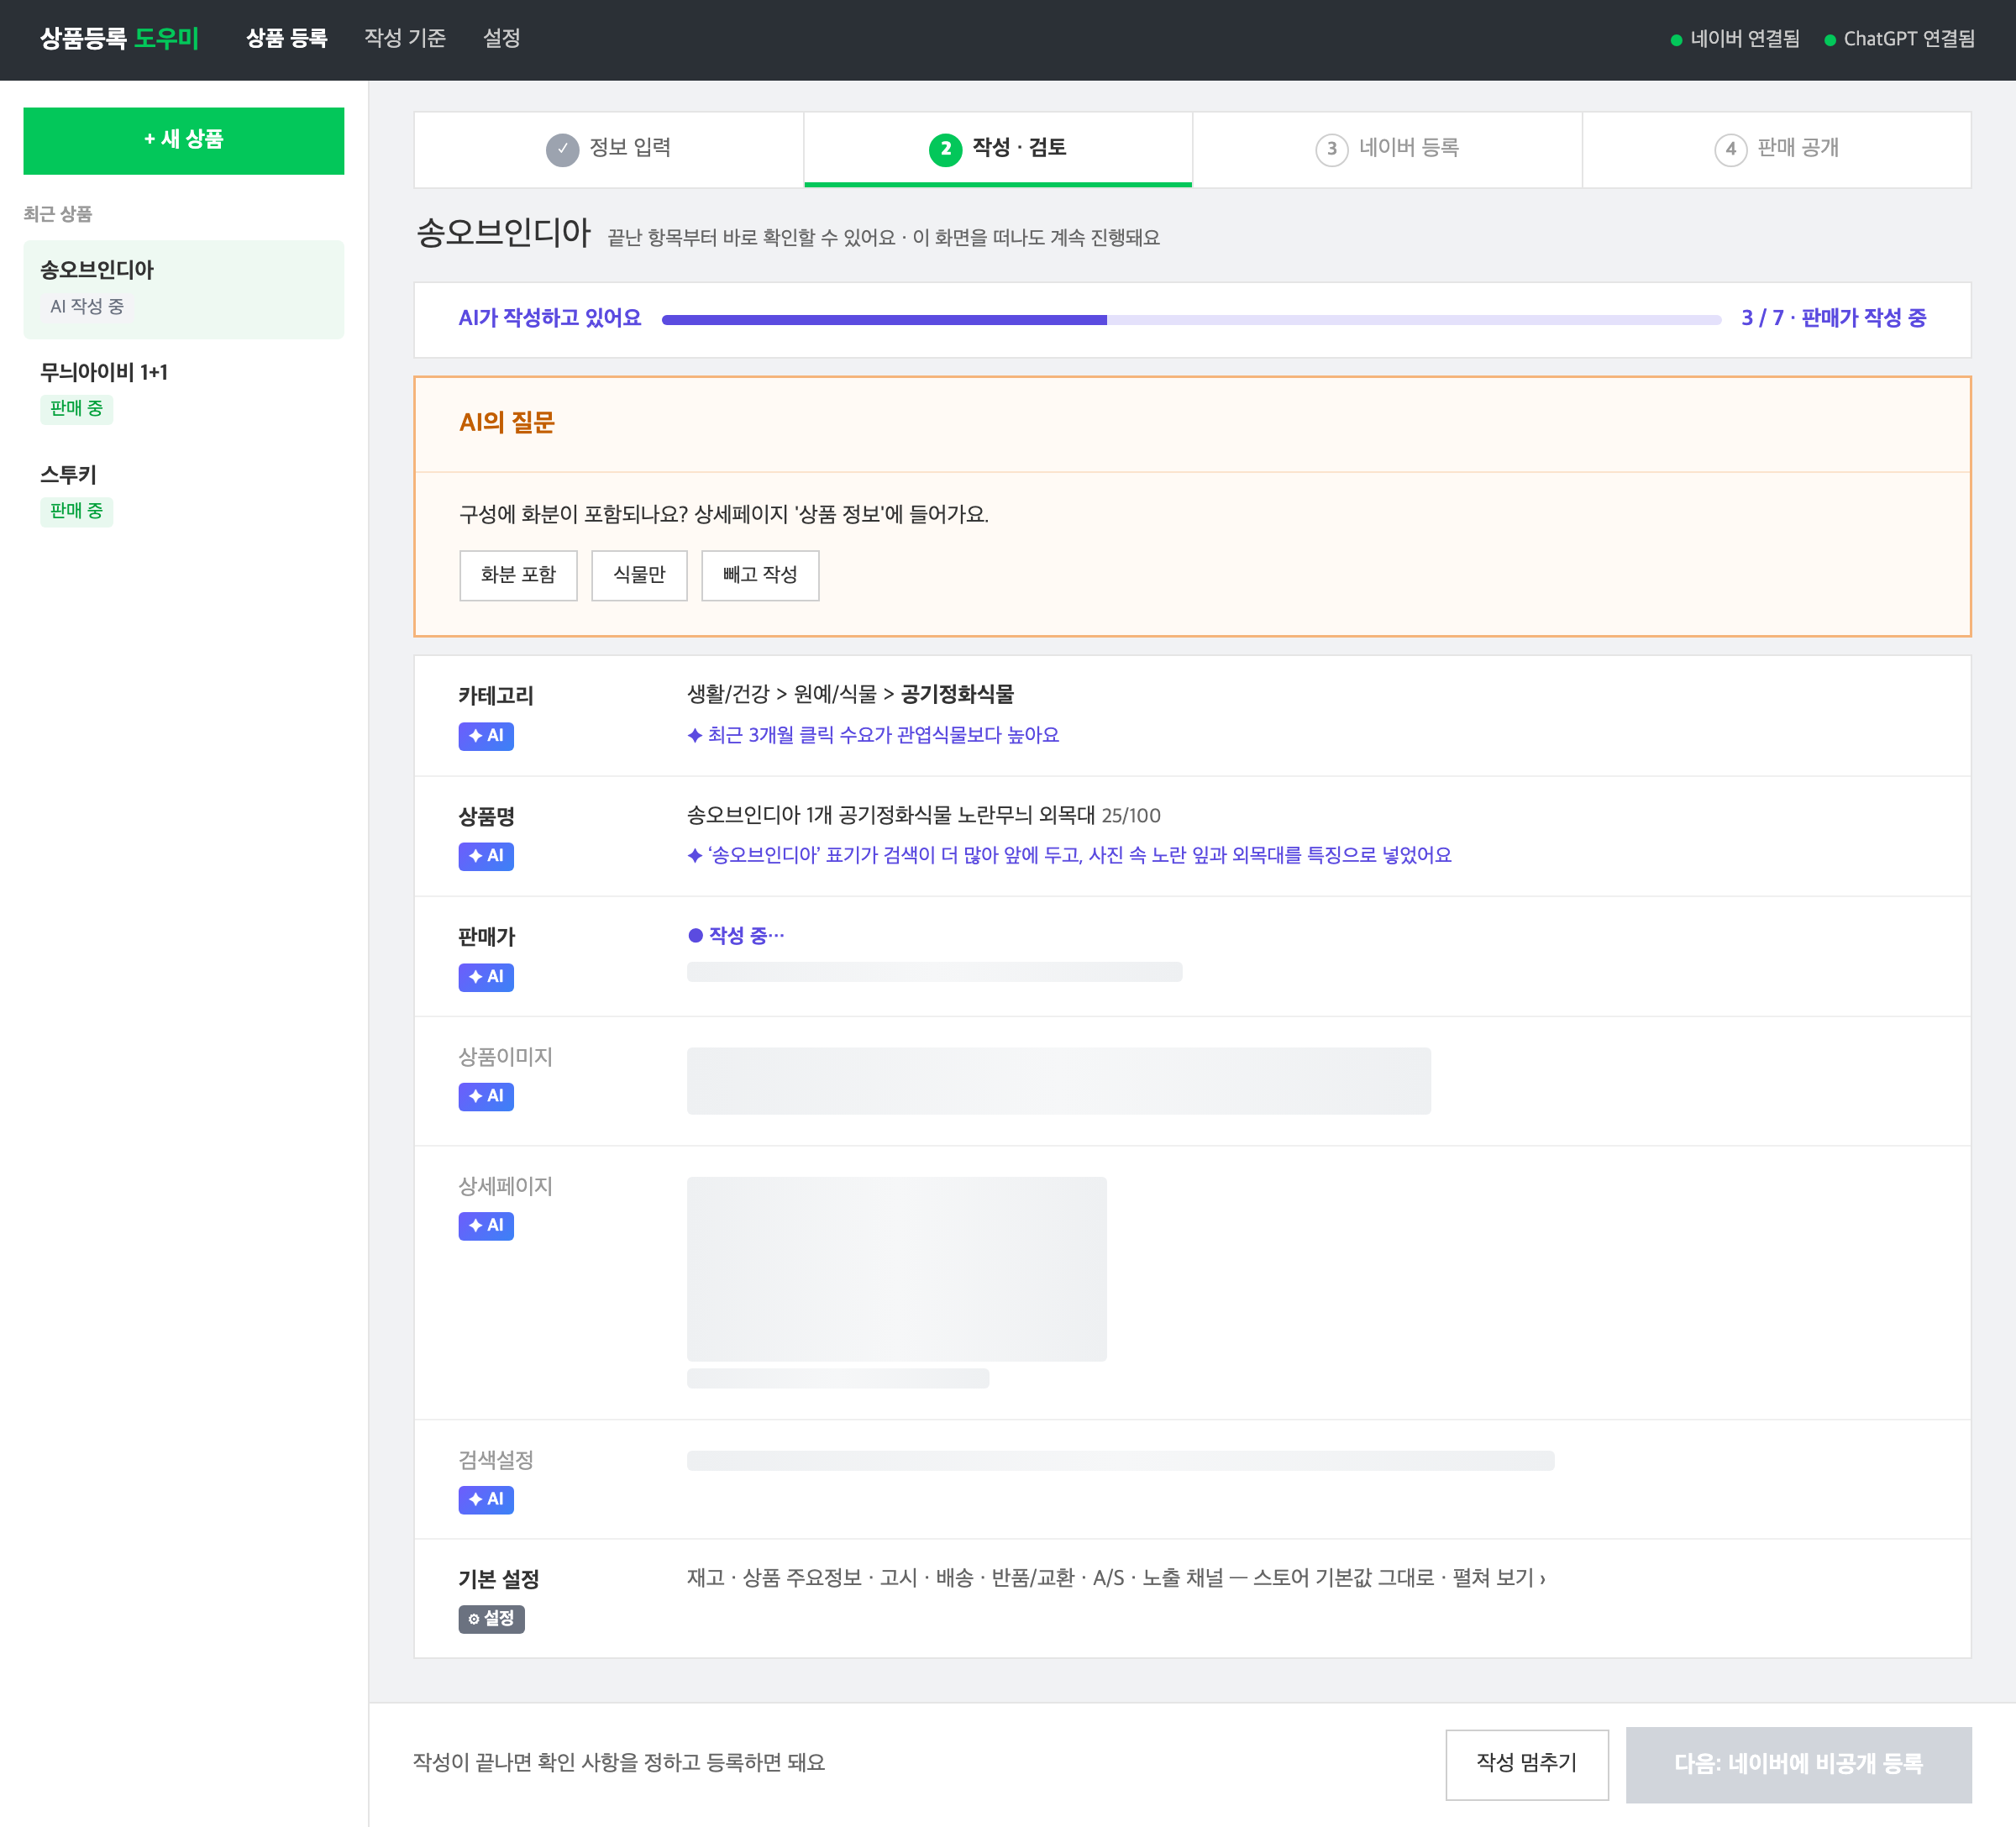 상품등록 도우미 상품 등록 작성 기준 설정 네이버 연결됨 ChatGPT 연결됨
+ 새 상품
최근 상품
송오브인디아
AI 작성 중
무늬아이비 1+1
판매 중
스투키
판매 중
✓ 정보 입력 2 작성 · 검토 3 네이버 등록 4 판매 공개
송오브인디아 끝난 항목부터 바로 확인할 수 있어요 · 이 화면을 떠나도 계속 진행돼요
AI가 작성하고 있어요 3 / 7 · 판매가 작성 중
AI의 질문
구성에 화분이 포함되나요? 상세페이지 '상품 정보'에 들어가요.
화분 포함 식물만 빼고 작성
카테고리 생활/건강 > 원예/식물 > 공기정화식물
✦ AI ✦ 최근 3개월 클릭 수요가 관엽식물보다 높아요
상품명 송오브인디아 1개 공기정화식물 노란무늬 외목대 25/100
✦ AI ✦ ‘송오브인디아’ 표기가 검색이 더 많아 앞에 두고, 사진 속 노란 잎과 외목대를 특징으로 넣었어요
판매가 ● 작성 중…
✦ AI
상품이미지
✦ AI
상세페이지
✦ AI
검색설정
✦ AI
기본 설정 재고 · 상품 주요정보 · 고시 · 배송 · 반품/교환 · A/S · 노출 채널 — 스토어 기본값 그대로 · 펼쳐 보기 ›
⚙ 설정
작성이 끝나면 확인 사항을 정하고 등록하면 돼요 작성 멈추기 다음: 네이버에 비공개 등록